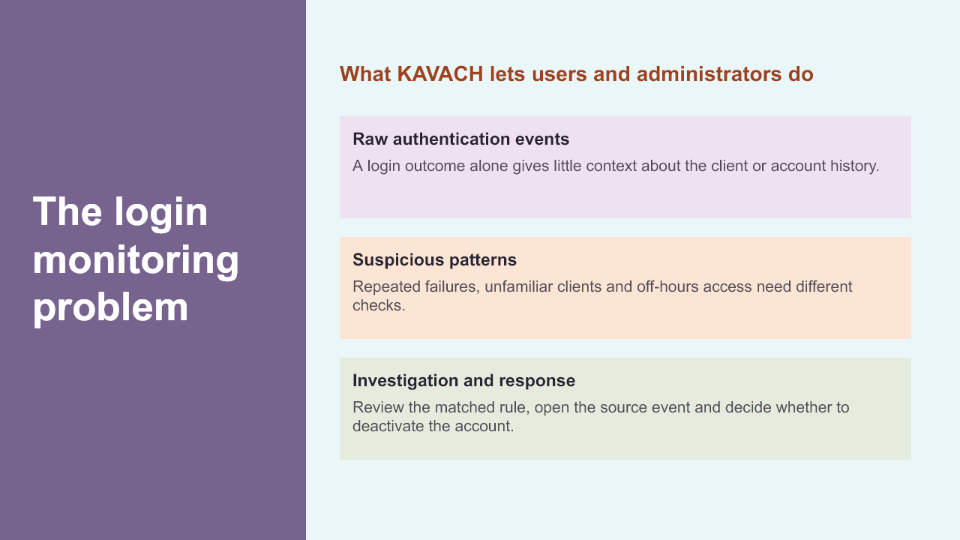 The login
monitoring
problem
What KAVACH lets users and administrators do
Raw authentication events
A login outcome alone gives little context about the client or account history.
Suspicious patterns
Repeated failures, unfamiliar clients and off-hours access need different
checks.
Investigation and response
Review the matched rule, open the source event and decide whether to
deactivate the account.